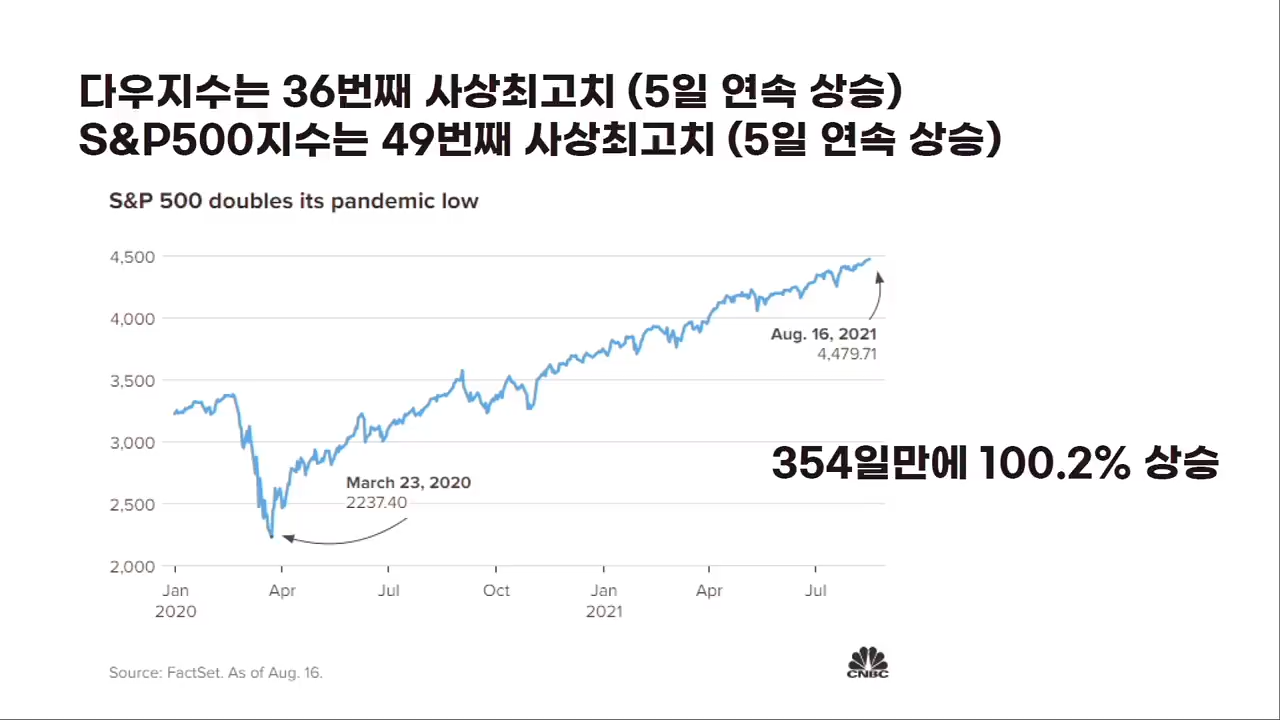 다우지수는 36번째 사상최고치 (5일 연속 상승)
S&P500지수는 49번째 사상최고치 (5일 연속 상승)
S&P 500 doubles its pandemic low
4,500
4,000
Aug. 16, 2021
4,479.71
3,500
3,000
354일만에 100.2% 상승
March 23, 2020
2237.40
2,500
2,000
Jan Apr Jul Oct Jan Apr Jul
2020 2021
Source: FactSet. As of Aug. 16.
CNBC